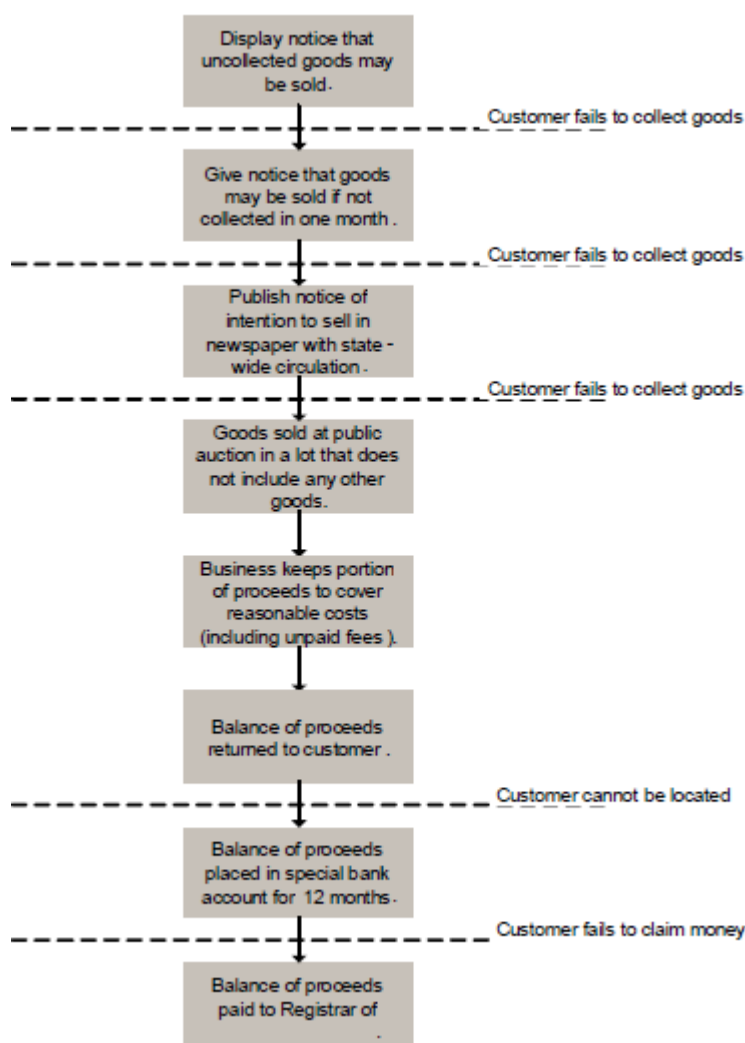 Display notice that
uncollected goods may
be sold.
Customer fails to collect goods
Give notice that goods
may be sold if not
collected in one month .
Customer fails to collect goods
Publish notice of
intention to sell in
newspaper with state -
wide circulation .
Customer fails to collect goods
Goods sold at public
auction in a lot that does
not include any other
goods.
Business keeps portion
of proceeds to cover
reasonable costs
(including unpaid fees ).
Balance of proceeds
returned to customer .
Customer cannot be located
Balance of proceeds
placed in special bank
account for 12 months.
Customer fails to claim money
Balance of proceeds
paid to Registrar of
.